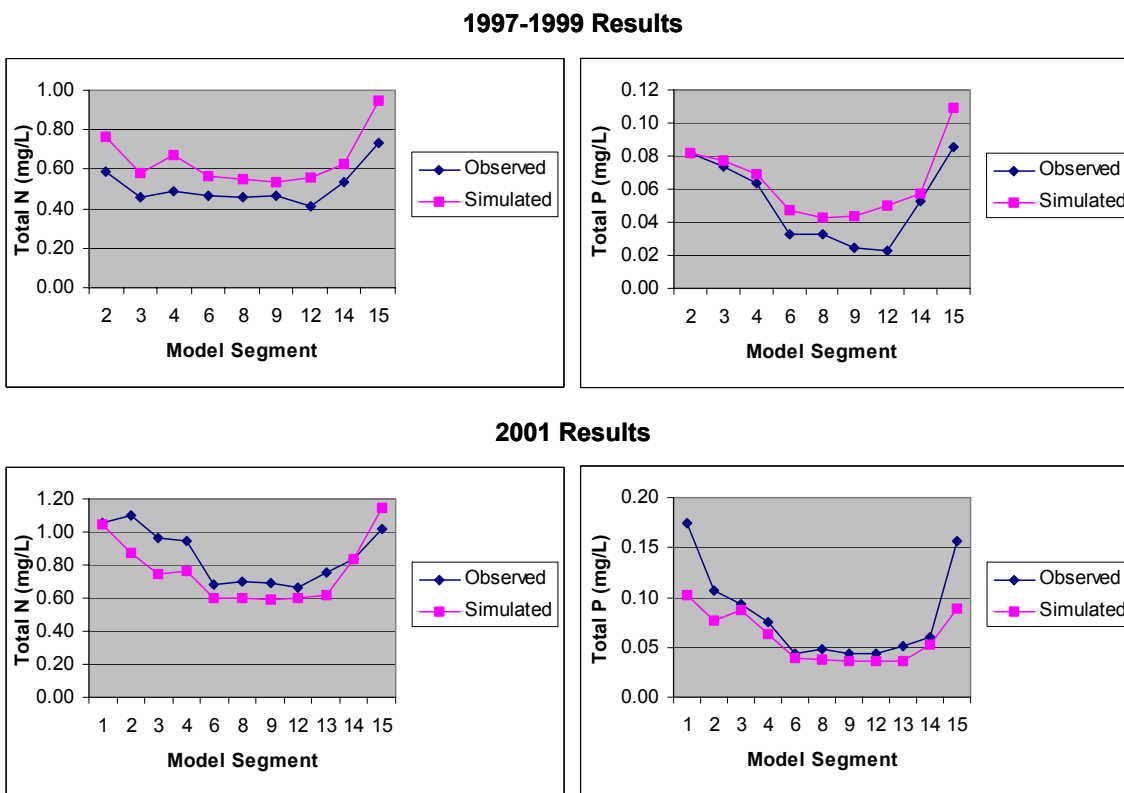 1997-1999 Results
Total N (mg/L)
1.00
0.80
0.60
0.40
0.20
0.00
2 3 4 6 8 9 12 14 15
Model Segment
Observed
Simulated
Total P (mg/L)
0.12
0.10
0.08
0.06
0.04
0.02
0.00
2 3 4 6 8 9 12 14 15
Model Segment
Observed
Simulated
2001 Results
Total N (mg/L)
1.20
1.00
0.80
0.60
0.40
0.20
0.00
1 2 3 4 6 8 9 12 13 14 15
Model Segment
Observed
Simulated
Total P (mg/L)
0.20
0.15
0.10
0.05
0.00
1 2 3 4 6 8 9 12 13 14 15
Model Segment
Observed
Simulated